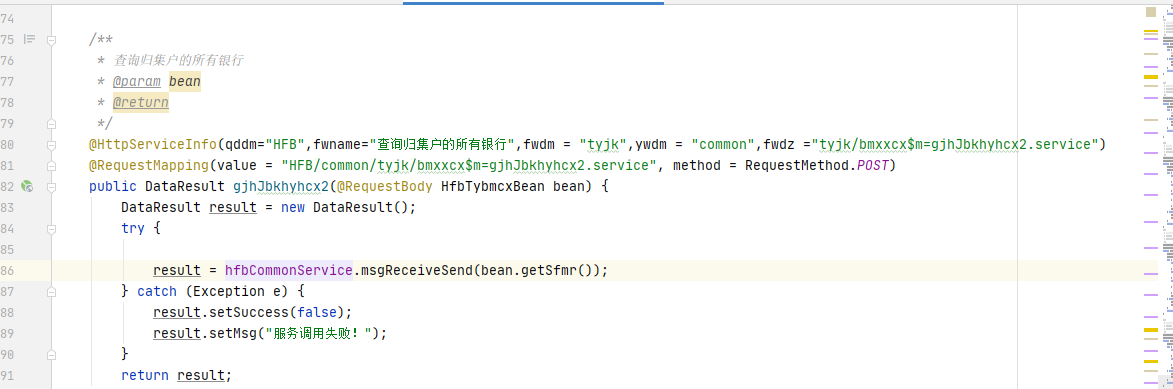 74
75 /**
76 * 查询归集户的所有银行
77 * @param bean
78 * @return
79 */
80 @HttpServiceInfo(qddm="HFB",fwname="查询归集户的所有银行",fwdm = "tyjk",ywdm = "common",fwdz ="tyjk/bmxxcx$m=gjhJbkhyhcx2.service")
81 @RequestMapping(value = "HFB/common/tyjk/bmxxcx$m=gjhJbkhyhcx2.service", method = RequestMethod.POST)
82 public DataResult gjhJbkhyhcx2(@RequestBody HfbTybmcxBean bean) {
83 DataResult result = new DataResult();
84 try {
85
86 result = hfbCommonService.msgReceiveSend(bean.getSfmr());
87 } catch (Exception e) {
88 result.setSuccess(false);
89 result.setMsg("服务调用失败！");
90 }
91 return result;